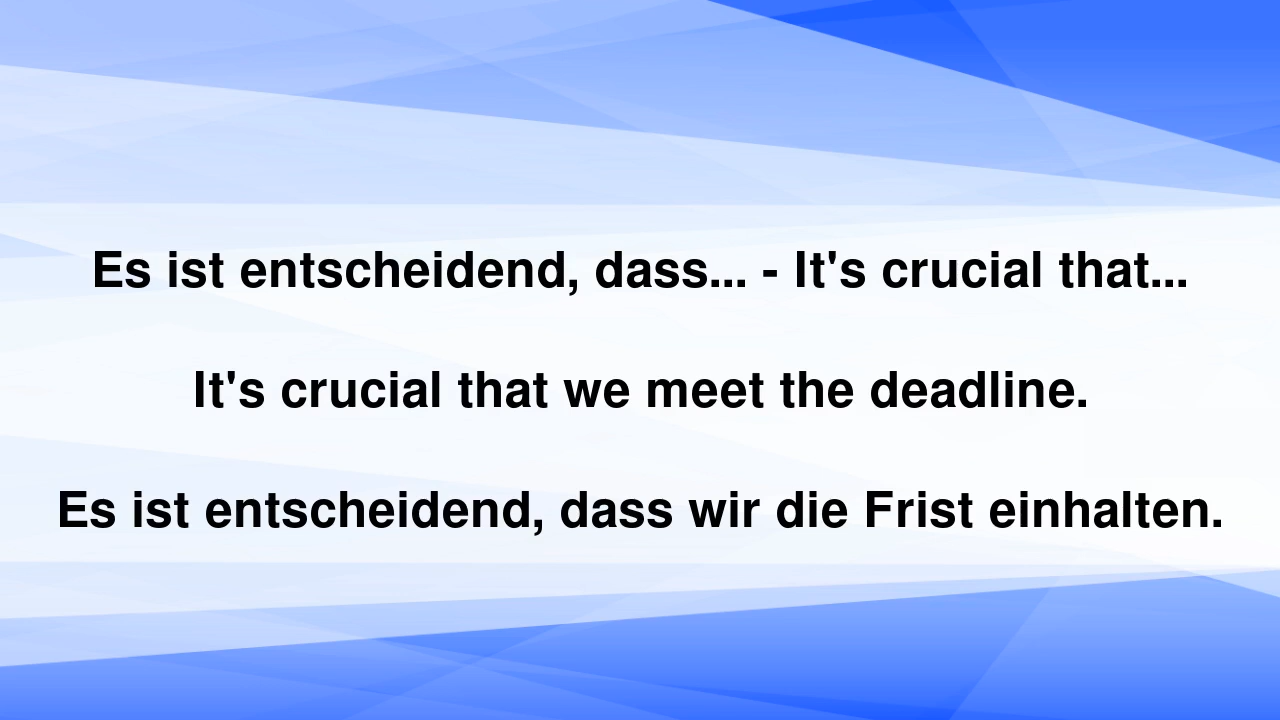 Es ist entscheidend, dass... - It's crucial that...
It's crucial that we meet the deadline.
Es ist entscheidend, dass wir die Frist einhalten.